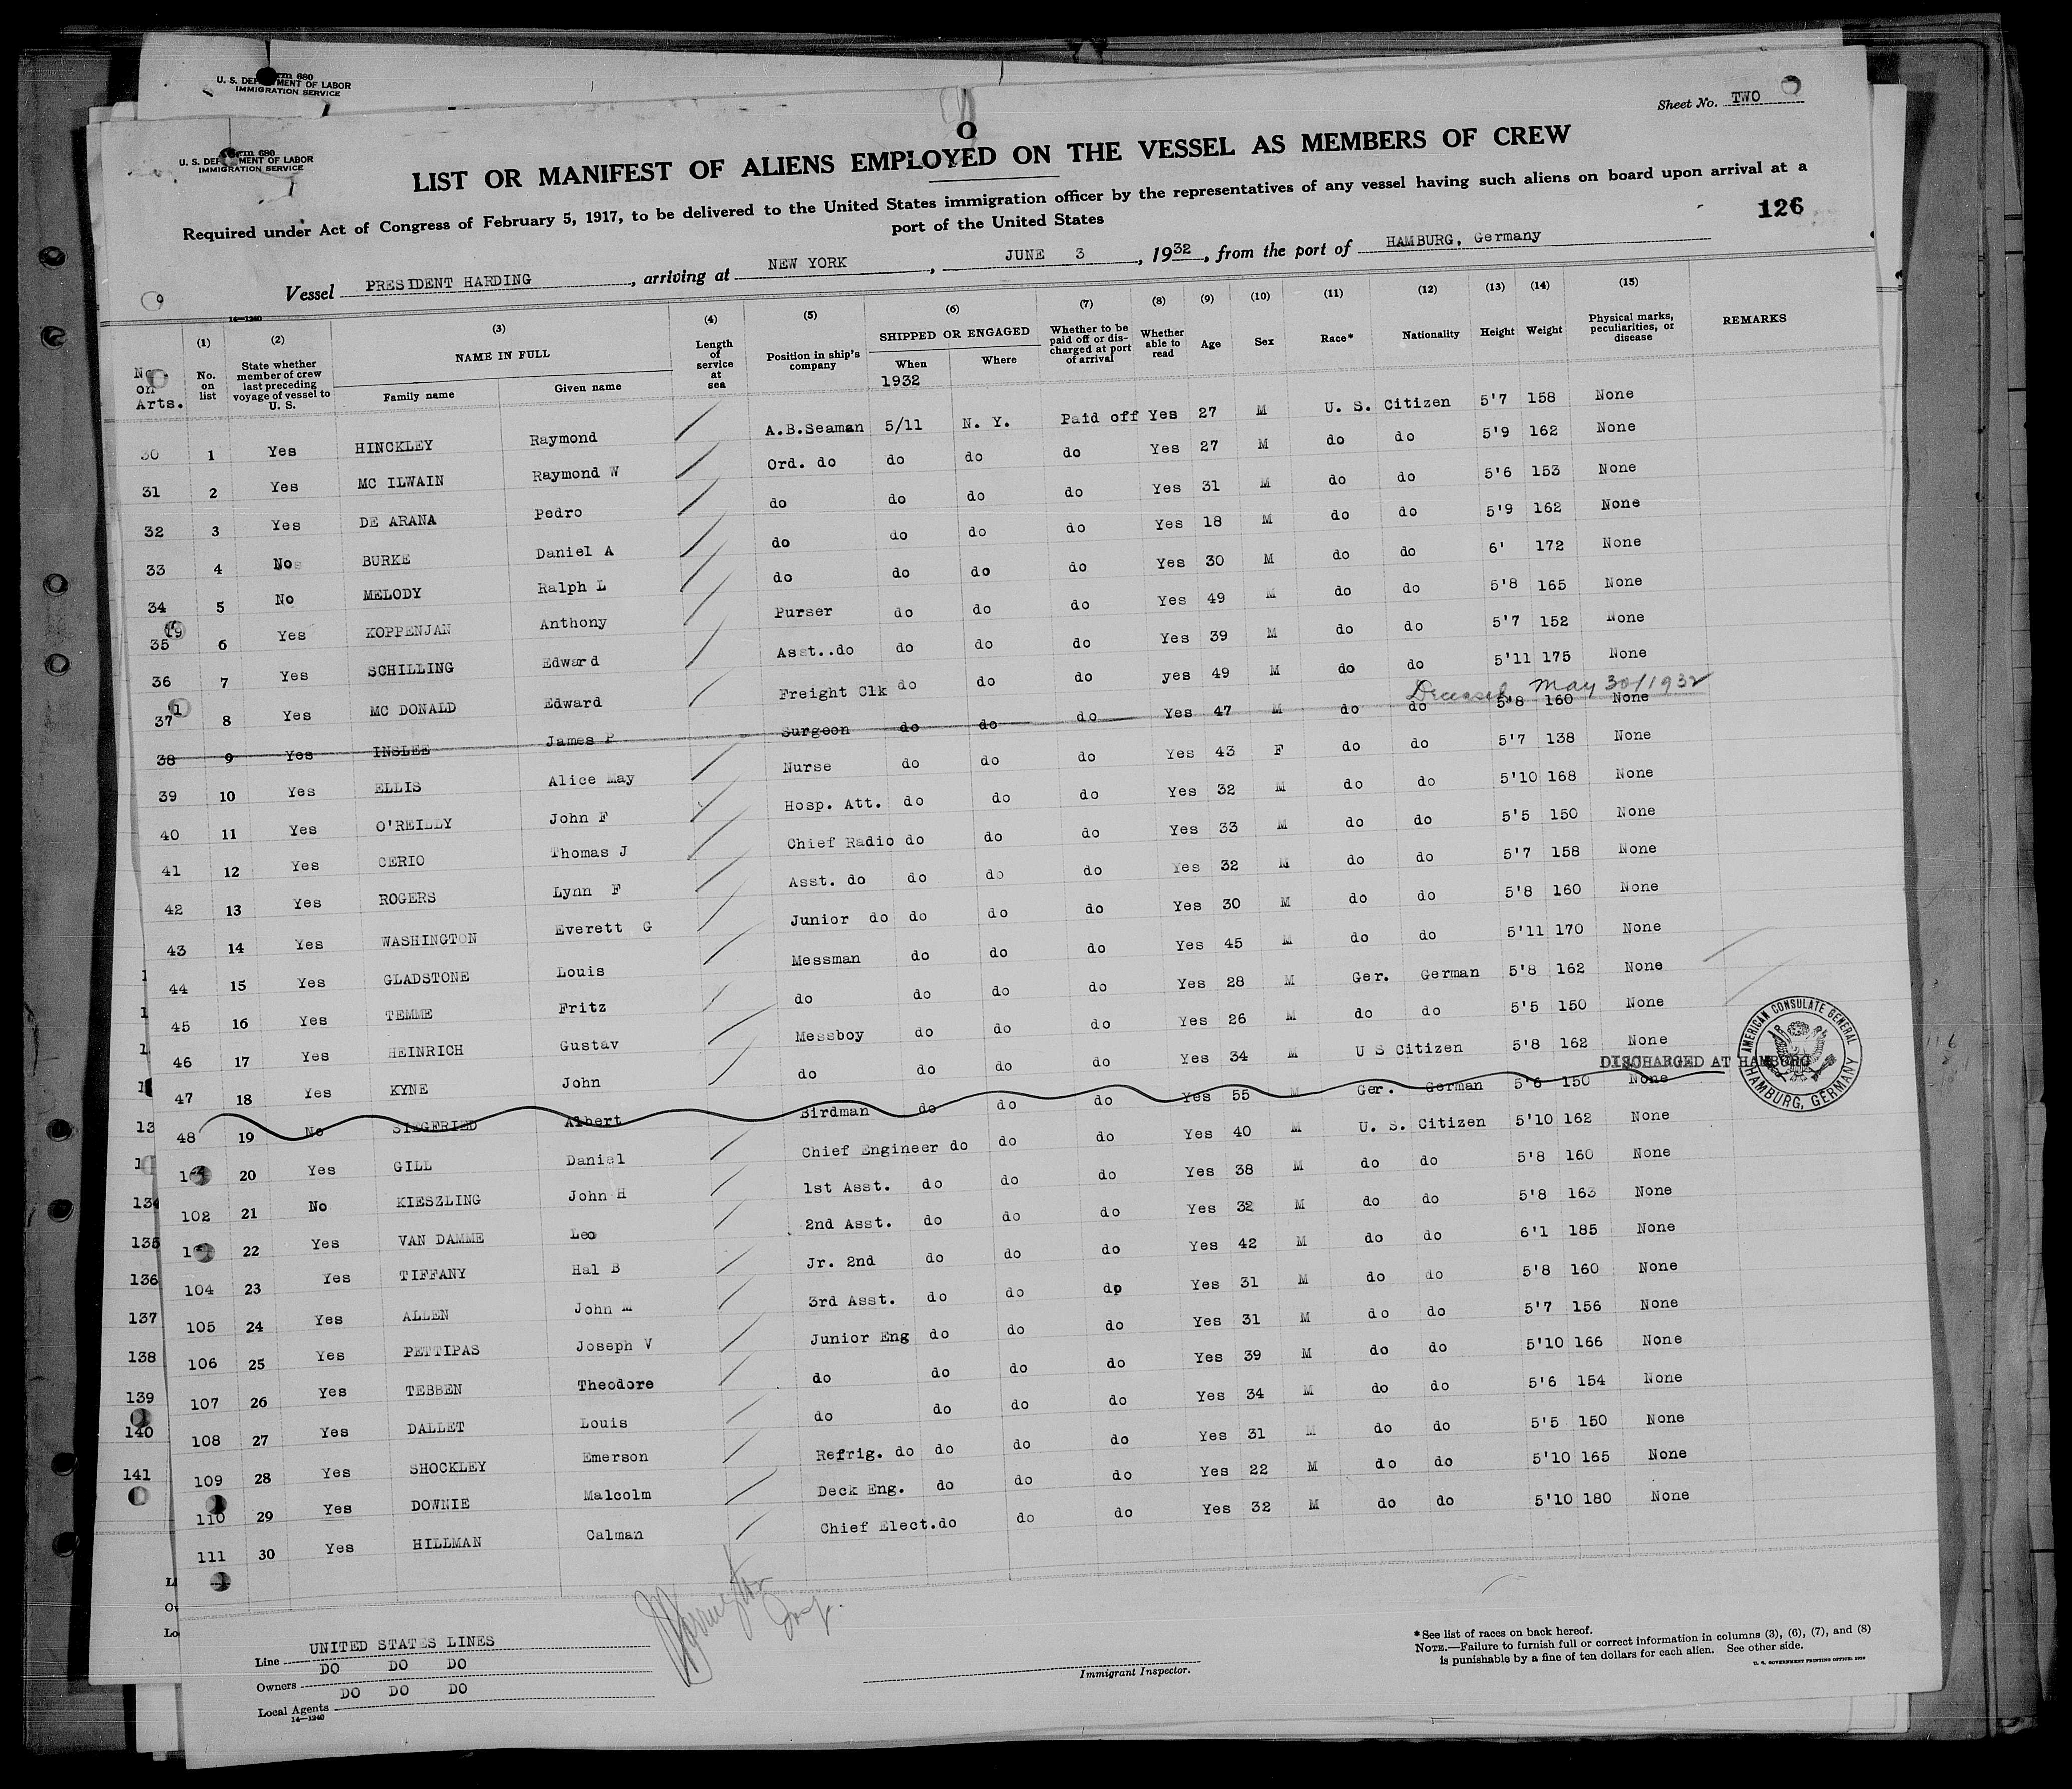 Form 680
U. S. DEPARTMENT OF LABOR
IMMIGRATION SERVICE
Form 680
U. S. DEPARTMENT OF LABOR
IMMIGRATION SERVICE
Sheet No. TWO
LIST OR MANIFEST OF ALIENS EMPLOYED ON THE VESSEL AS MEMBERS OF CREW
Required under Act of Congress of February 5, 1917, to be delivered to the United States immigration officer by the representatives of any vessel having such aliens on board upon arrival at a
port of the United States
126
Vessel PRESIDENT HARDING, arriving at NEW YORK, JUNE 3, 1932, from the port of HAMBURG, Germany
14—1240
No. on Arts.
(1) No. on list
(2) State whether member of crew last preceding voyage of vessel to U. S.
(3) NAME IN FULL
Family name Given name
(4) Length of service at sea
(5) Position in ship's company
(6) SHIPPED OR ENGAGED
When Where
1932
(7) Whether to be paid off or discharged at port of arrival
(8) Whether able to read
(9) Age
(10) Sex
(11) Race*
(12) Nationality
(13) Height
(14) Weight
(15) Physical marks, peculiarities, or disease
REMARKS
30 1 Yes HINCKLEY Raymond A.B.Seaman 5/11 N. Y. Paid off Yes 27 M U. S. Citizen 5'7 158 None
31 2 Yes MC ILWAIN Raymond W Ord. do do do do Yes 27 M do do 5'9 162 None
32 3 Yes DE ARANA Pedro do do do do Yes 31 M do do 5'6 153 None
33 4 No BURKE Daniel A do do do do Yes 18 M do do 5'9 162 None
34 5 No MELODY Ralph L do do do do Yes 30 M do do 6' 172 None
35 6 Yes KOPPENJAN Anthony Purser do do do Yes 49 M do do 5'8 165 None
36 7 Yes SCHILLING Edward Asst..do do do do Yes 39 M do do 5'7 152 None
37 8 Yes MC DONALD Edward Freight Clk do do do yes 49 M do do 5'11 175 None
Deceased May 30/1932
38 9 Yes INSLEE James P Surgeon do do do Yes 47 M do do 5'8 160 None
39 10 Yes ELLIS Alice May Nurse do do do Yes 43 F do do 5'7 138 None
40 11 Yes O'REILLY John F Hosp. Att. do do do Yes 32 M do do 5'10 168 None
41 12 Yes CERIO Thomas J Chief Radio do do do Yes 33 M do do 5'5 150 None
42 13 Yes ROGERS Lynn F Asst. do do do do Yes 32 M do do 5'7 158 None
43 14 Yes WASHINGTON Everett G Junior do do do do Yes 30 M do do 5'8 160 None
44 15 Yes GLADSTONE Louis Messman do do do Yes 45 M do do 5'11 170 None
45 16 Yes TEMME Fritz do do do do Yes 28 M Ger. German 5'8 162 None
46 17 Yes HEINRICH Gustav Messboy do do do Yes 26 M do do 5'5 150 None
47 18 Yes KYNE John do do do do Yes 34 M U S Citizen 5'8 162 None
DISCHARGED AT HAMBURG
AMERICAN CONSULATE GENERAL
HAMBURG, GERMANY
48 19 No SIEGFRIED Albert Birdman do do do Yes 55 M Ger. German 5'6 150 None
20 Yes GILL Daniel Chief Engineer do do do Yes 40 M U. S. Citizen 5'10 162 None
102 21 No KIESZLING John H 1st Asst. do do do Yes 38 M do do 5'8 160 None
22 Yes VAN DAMME Leo 2nd Asst. do do do Yes 32 M do do 5'8 163 None
104 23 Yes TIFFANY Hal B Jr. 2nd do do do Yes 42 M do do 6'1 185 None
105 24 Yes ALLEN John M 3rd Asst. do do do Yes 31 M do do 5'8 160 None
106 25 Yes PETTIPAS Joseph V Junior Eng do do do Yes 31 M do do 5'7 156 None
107 26 Yes TEBBEN Theodore do do do do Yes 39 M do do 5'10 166 None
108 27 Yes DALLET Louis do do do do Yes 34 M do do 5'6 154 None
109 28 Yes SHOCKLEY Emerson Refrig. do do do do Yes 31 M do do 5'5 150 None
110 29 Yes DOWNIE Malcolm Deck Eng. do do do Yes 22 M do do 5'10 165 None
111 30 Yes HILLMAN Calman Chief Elect. do do do Yes 32 M do do 5'10 180 None
134
135
136
137
138
139
140
141
Line UNITED STATES LINES
Owners DO DO DO
Local Agents DO DO DO
14—1240
Insp.
Immigrant Inspector.
*See list of races on back hereof.
NOTE.—Failure to furnish full or correct information in columns (3), (6), (7), and (8)
is punishable by a fine of ten dollars for each alien. See other side.